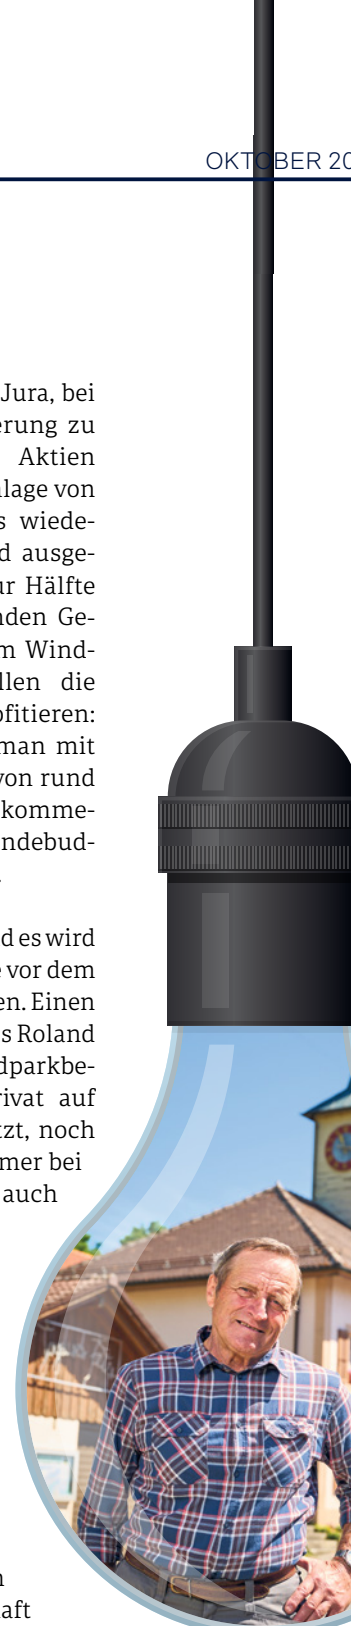 OKTOBER 20
Jura, bei
erung zu
Aktien
lage von
s wiede-
d ausge-
ur Hälfte
nden Ge-
m Wind-
llen die
ofitieren:
man mit
von rund
komme-
ndebud-
.
d es wird
e vor dem
en. Einen
s Roland
dparkbe-
rivat auf
tzt, noch
mer bei
auch
n
aft